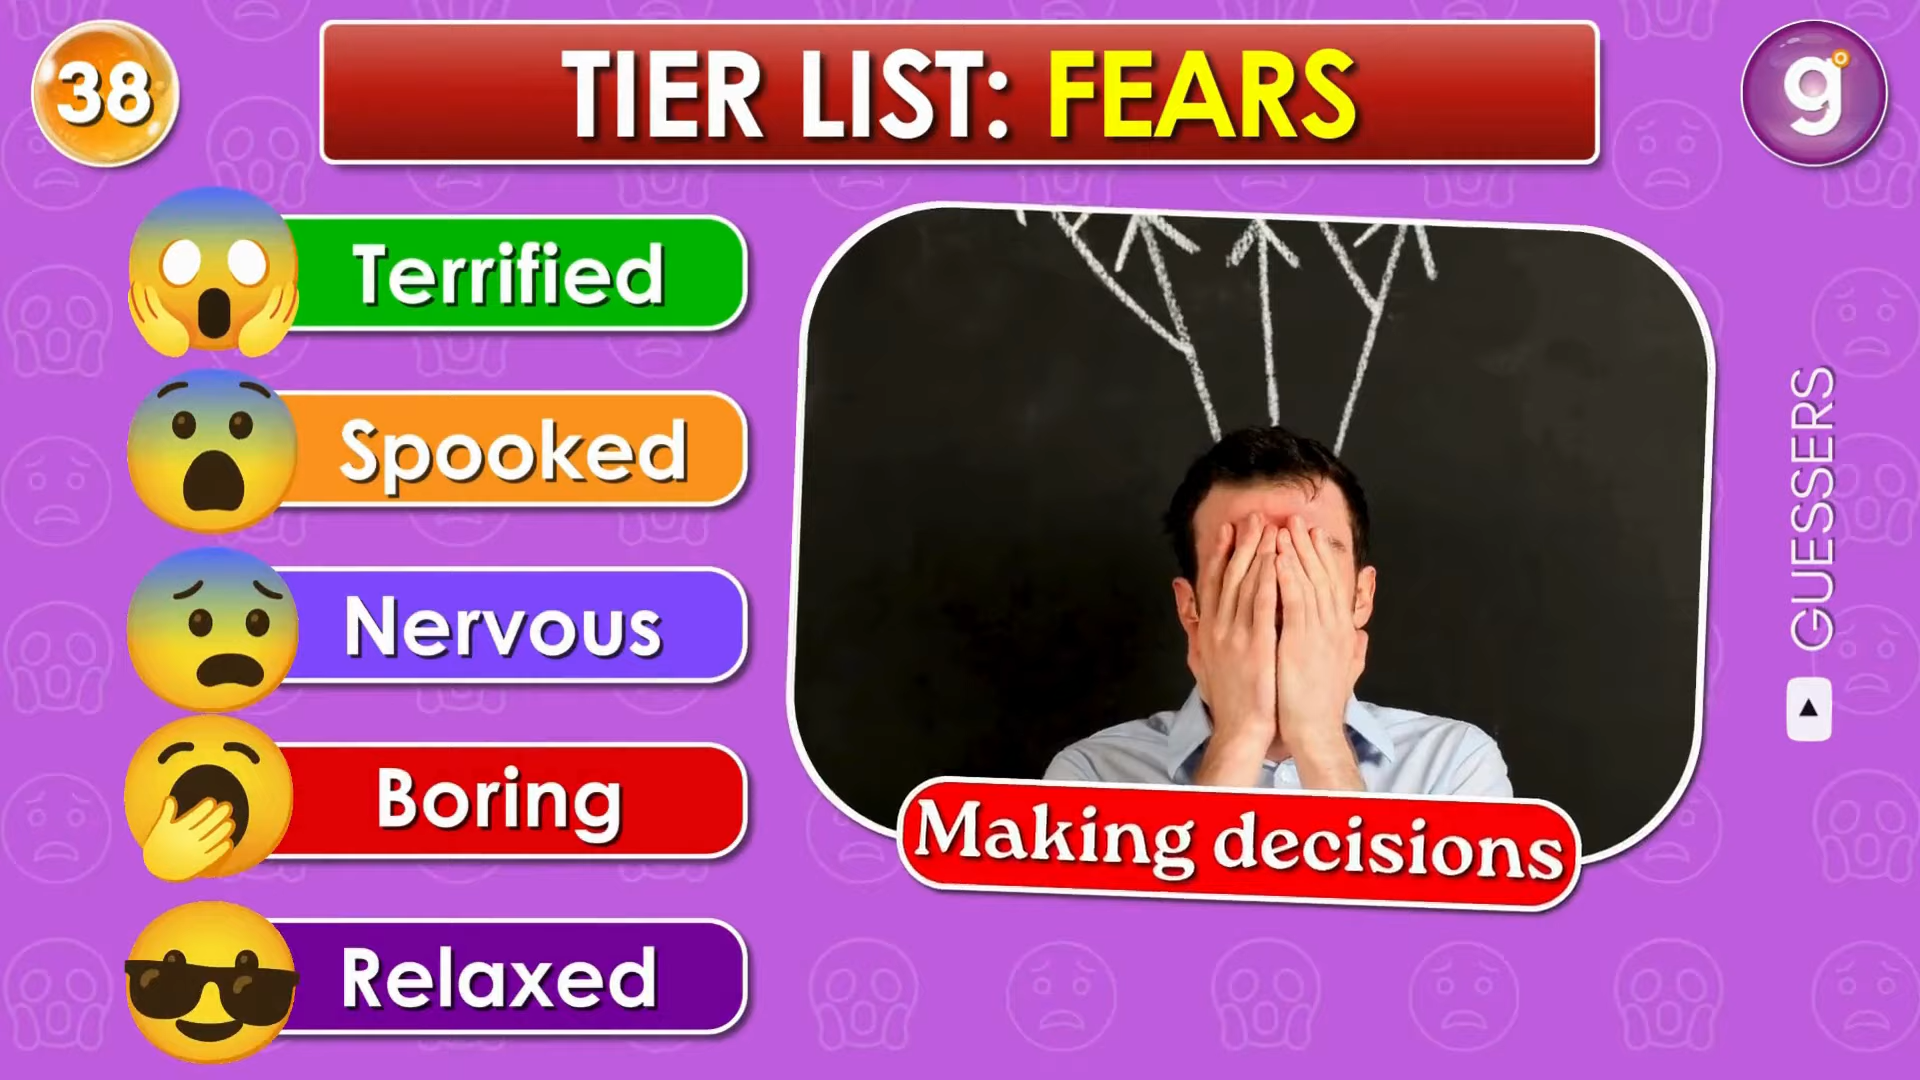 38
TIER LIST: FEARS
g
Terrified
Spooked
Nervous
Boring
Relaxed
Making decisions
GUESSERS